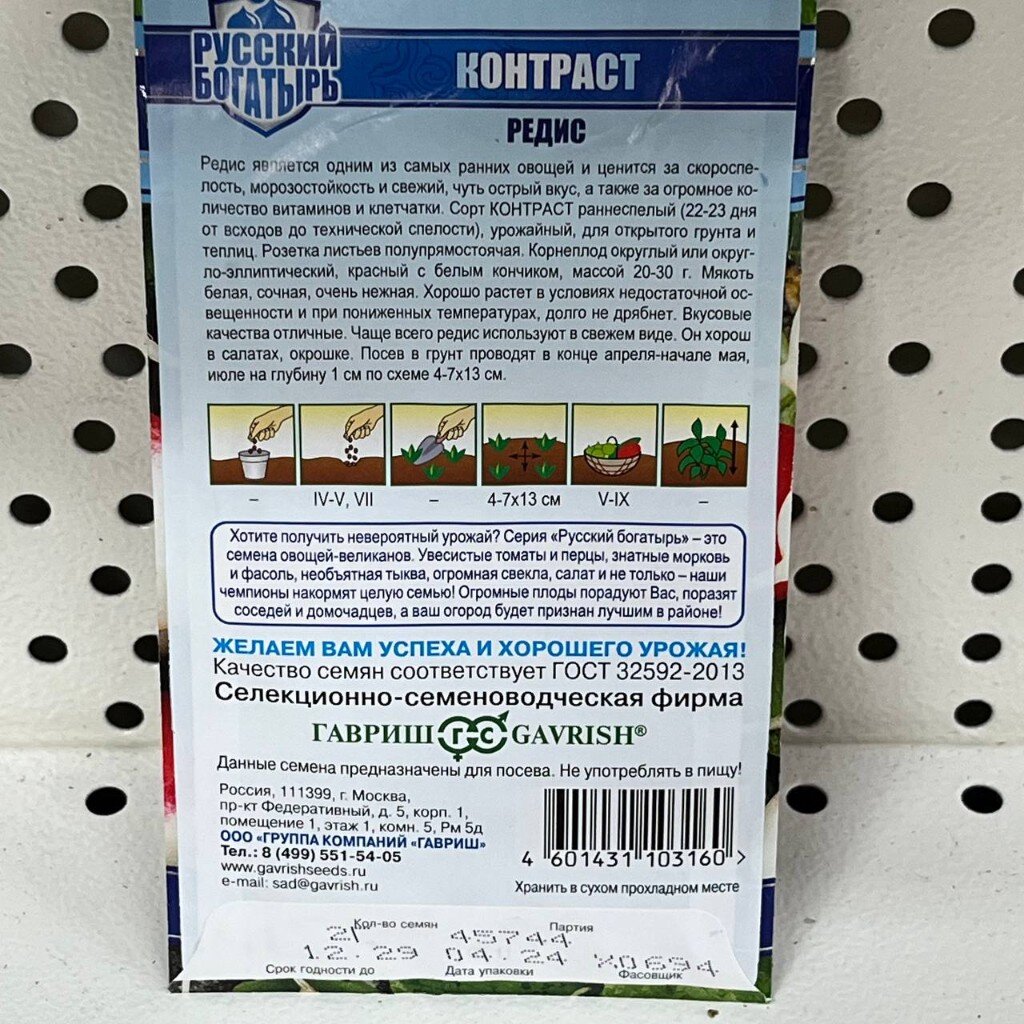 РУССКИЙ
БОГАТЫРЬ
КОНТРАСТ
РЕДИС
Редис является одним из самых ранних овощей и ценится за скороспе-
лость, морозостойкость и свежий, чуть острый вкус, а также за огромное ко-
личество витаминов и клетчатки. Сорт КОНТРАСТ раннеспелый (22-23 дня
от всходов до технической спелости), урожайный, для открытого грунта и
теплиц. Розетка листьев полупрямостоячая. Корнеплод округлый или округ-
ло-эллиптический, красный с белым кончиком, массой 20-30 г. Мякоть
белая, сочная, очень нежная. Хорошо растет в условиях недостаточной ос-
вещенности и при пониженных температурах, долго не дрябнет. Вкусовые
качества отличные. Чаще всего редис используют в свежем виде. Он хорош
в салатах, окрошке. Посев в грунт проводят в конце апреля-начале мая,
июле на глубину 1 см по схеме 4-7х13 см.
– IV-V, VII – 4-7х13 см V-IX –
Хотите получить невероятный урожай? Серия «Русский богатырь» – это
семена овощей-великанов. Увесистые томаты и перцы, знатные морковь
и фасоль, необъятная тыква, огромная свекла, салат и не только – наши
чемпионы накормят целую семью! Огромные плоды порадуют Вас, поразят
соседей и домочадцев, а ваш огород будет признан лучшим в районе!
ЖЕЛАЕМ ВАМ УСПЕХА И ХОРОШЕГО УРОЖАЯ!
Качество семян соответствует ГОСТ 32592-2013
Селекционно-семеноводческая фирма
ГАВРИШ ГС GAVRISH®
Данные семена предназначены для посева. Не употреблять в пищу!
Россия, 111399, г. Москва,
пр-кт Федеративный, д. 5, корп. 1,
помещение 1, этаж 1, комн. 5, Рм 5д
ООО «ГРУППА КОМПАНИЙ «ГАВРИШ»
Тел.: 8 (499) 551-54-05
www.gavrishseeds.ru
e-mail: sad@gavrish.ru
4 601431 103160 >
Хранить в сухом прохладном месте
Кол-во семян Партия
2г 45744
12.29 04.24 X0694
Срок годности до Дата упаковки Фасовщик